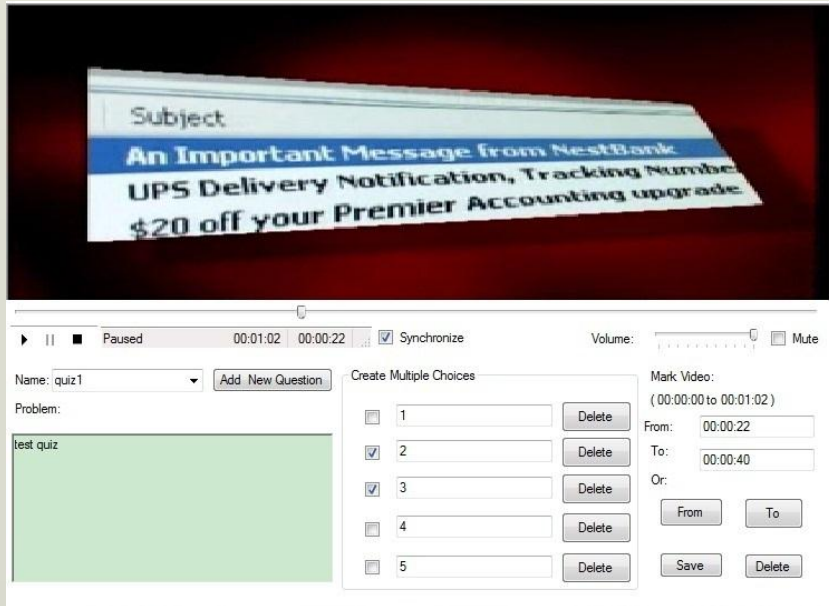 Subject
An Important Message from NestBank
UPS Delivery Notification, Tracking Numbe
$20 off your Premier Accounting upgrade
Paused 00:01:02 00:00:22 Synchronize Volume: Mute
Name: quiz1 Add New Question
Problem:
test quiz
Create Multiple Choices
1 Delete
2 Delete
3 Delete
4 Delete
5 Delete
Mark Video:
( 00:00:00 to 00:01:02 )
From: 00:00:22
To: 00:00:40
Or:
From To
Save Delete